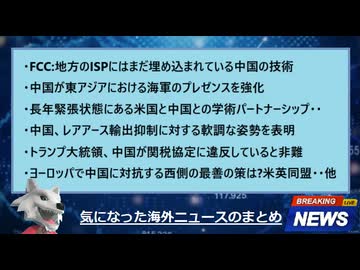 ・FCC:地方のISPにはまだ埋め込まれている中国の技術
・中国が東アジアにおける海軍のプレゼンスを強化
・長年緊張状態にある米国と中国との学術パートナーシップ・・
・中国、レアアース輸出抑制に対する軟調な姿勢を表明
・トランプ大統領、中国が関税協定に違反していると非難
・ヨーロッパで中国に対抗する西側の最善の策は?米英同盟・・他
気になった海外ニュースのまとめ
BREAKING LIVE
NEWS
117.925